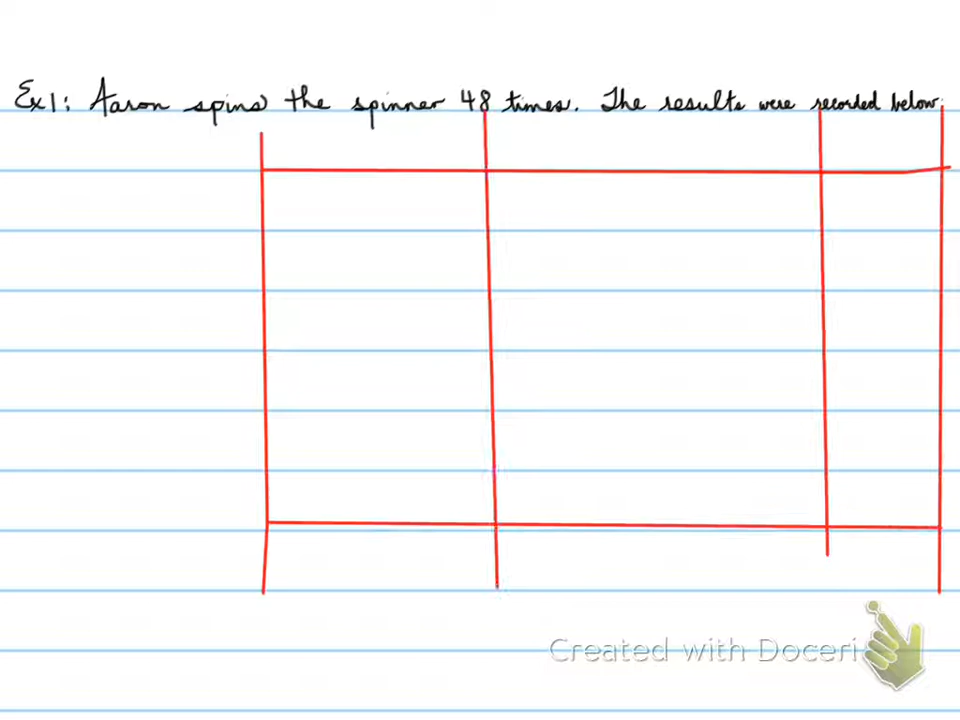 Ex1: Aaron spins the spinner 48 times. The results were recorded below.
Created with Doceri